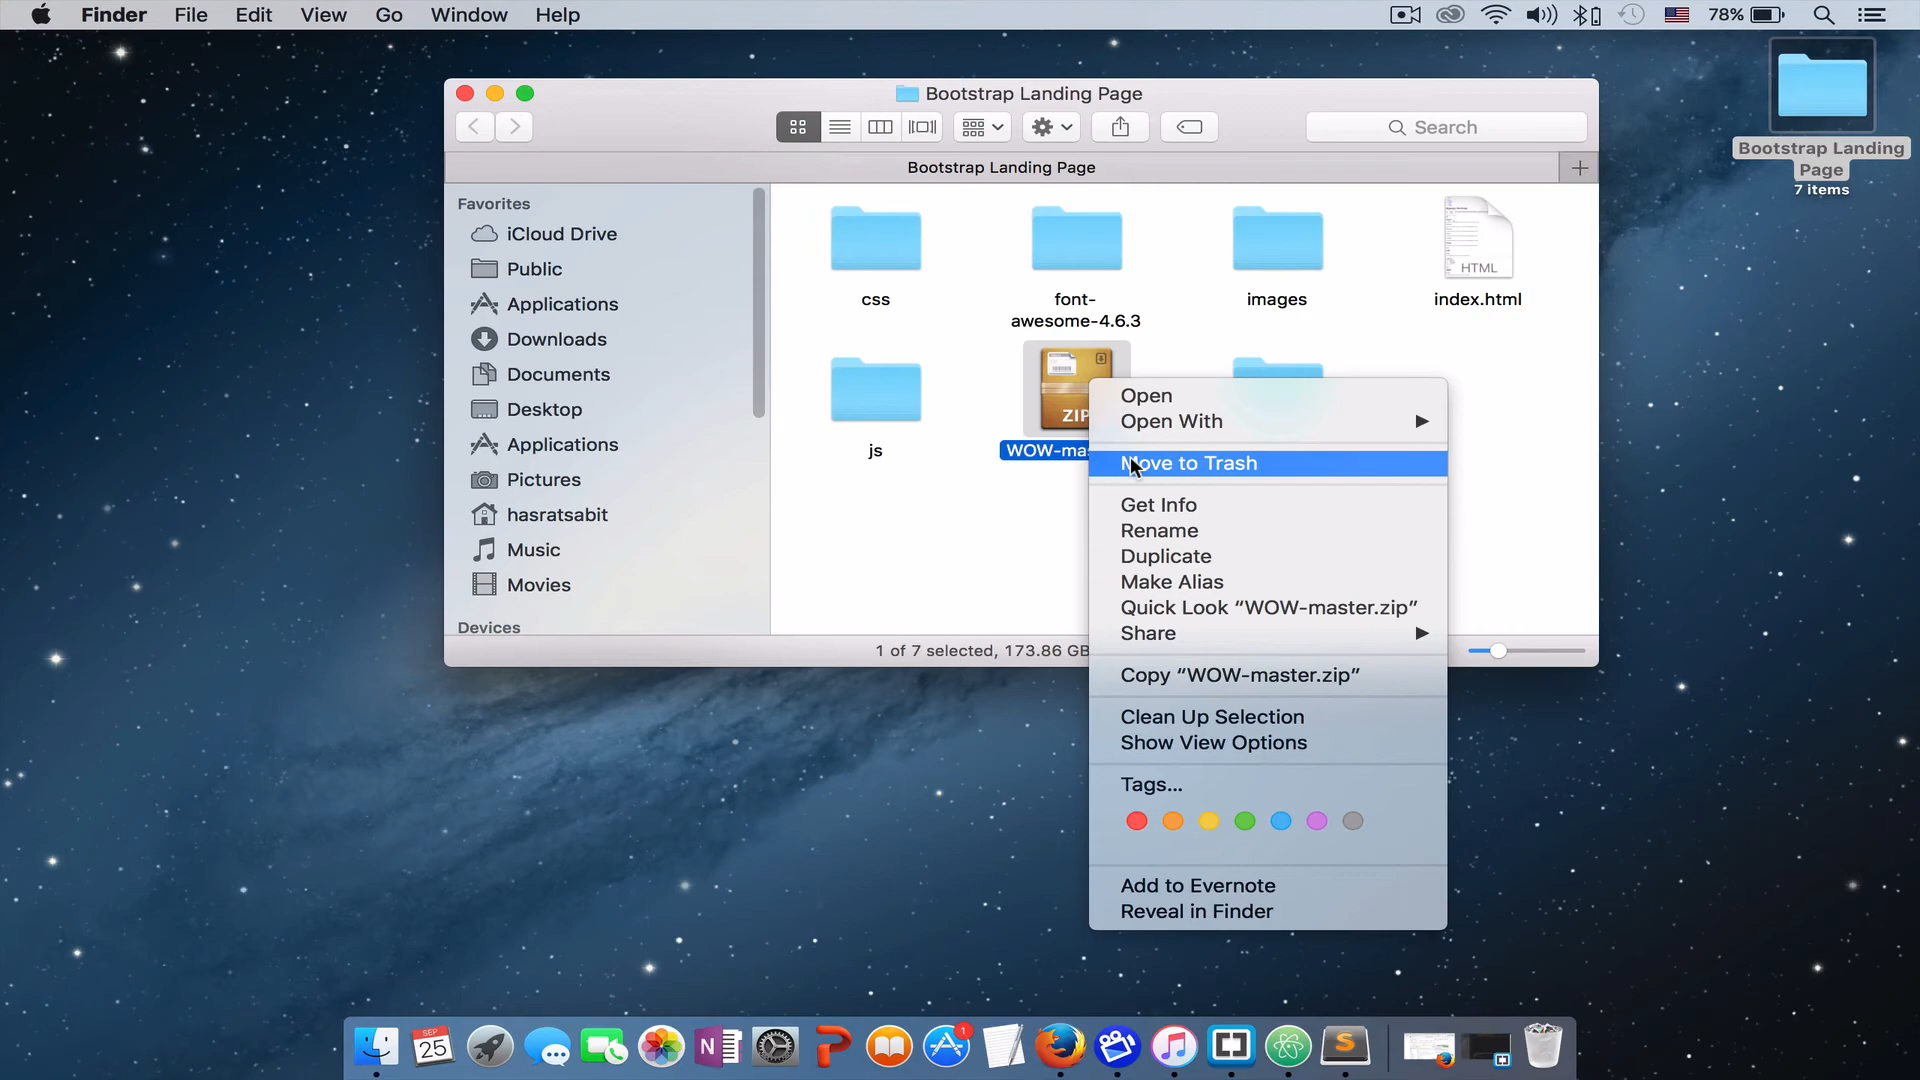 Finder File Edit View Go Window Help 78%
Bootstrap Landing Page
Search
Bootstrap Landing Page
Bootstrap Landing
Page
7 items
Favorites
iCloud Drive
Public
Applications
Downloads
Documents
Desktop
Applications
Pictures
hasratsabit
Music
Movies
Devices
css
font-
awesome-4.6.3
images
HTML
index.html
js
ZIP
Open
Open With
Move to Trash
Get Info
Rename
Duplicate
Make Alias
Quick Look “WOW-master.zip”
Share
Copy “WOW-master.zip”
Clean Up Selection
Show View Options
Tags...
Add to Evernote
Reveal in Finder
1 of 7 selected, 173.86 GB
SEP
25
N
1
S